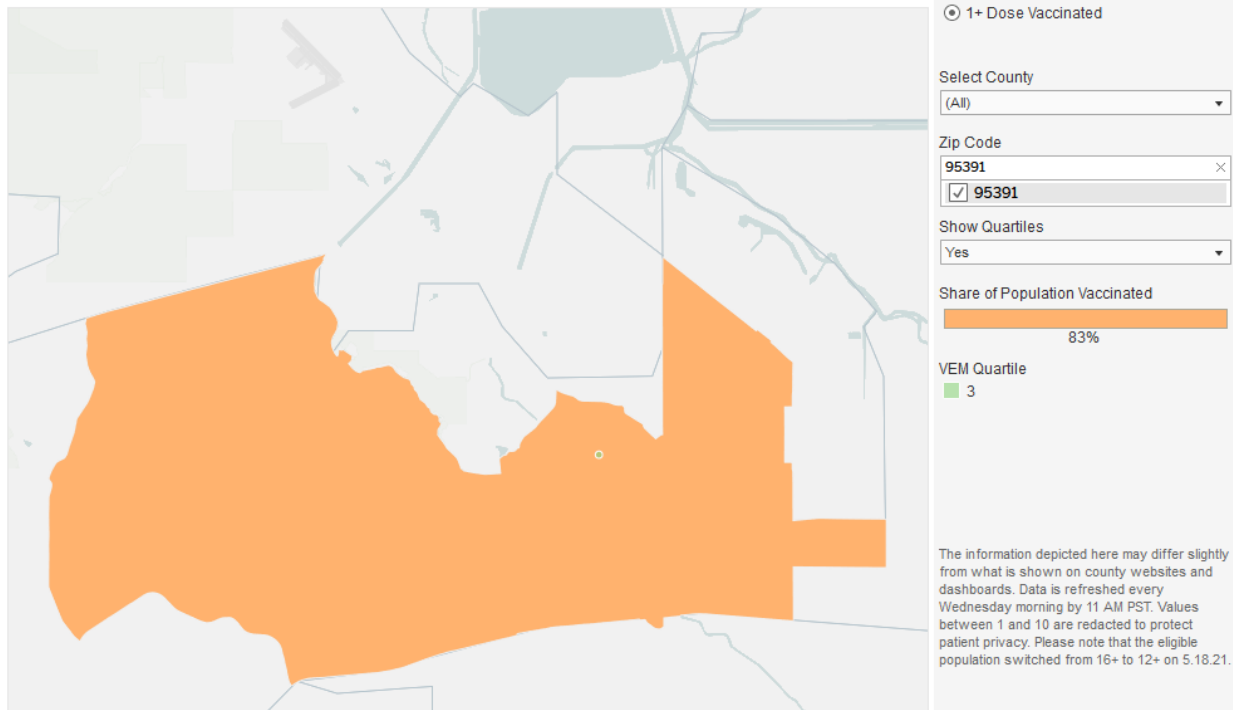 1+ Dose Vaccinated
Select County
(All)
Zip Code
95391
95391
Show Quartiles
Yes
Share of Population Vaccinated
83%
VEM Quartile
3
The information depicted here may differ slightly
from what is shown on county websites and
dashboards. Data is refreshed every
Wednesday morning by 11 AM PST. Values
between 1 and 10 are redacted to protect
patient privacy. Please note that the eligible
population switched from 16+ to 12+ on 5.18.21.